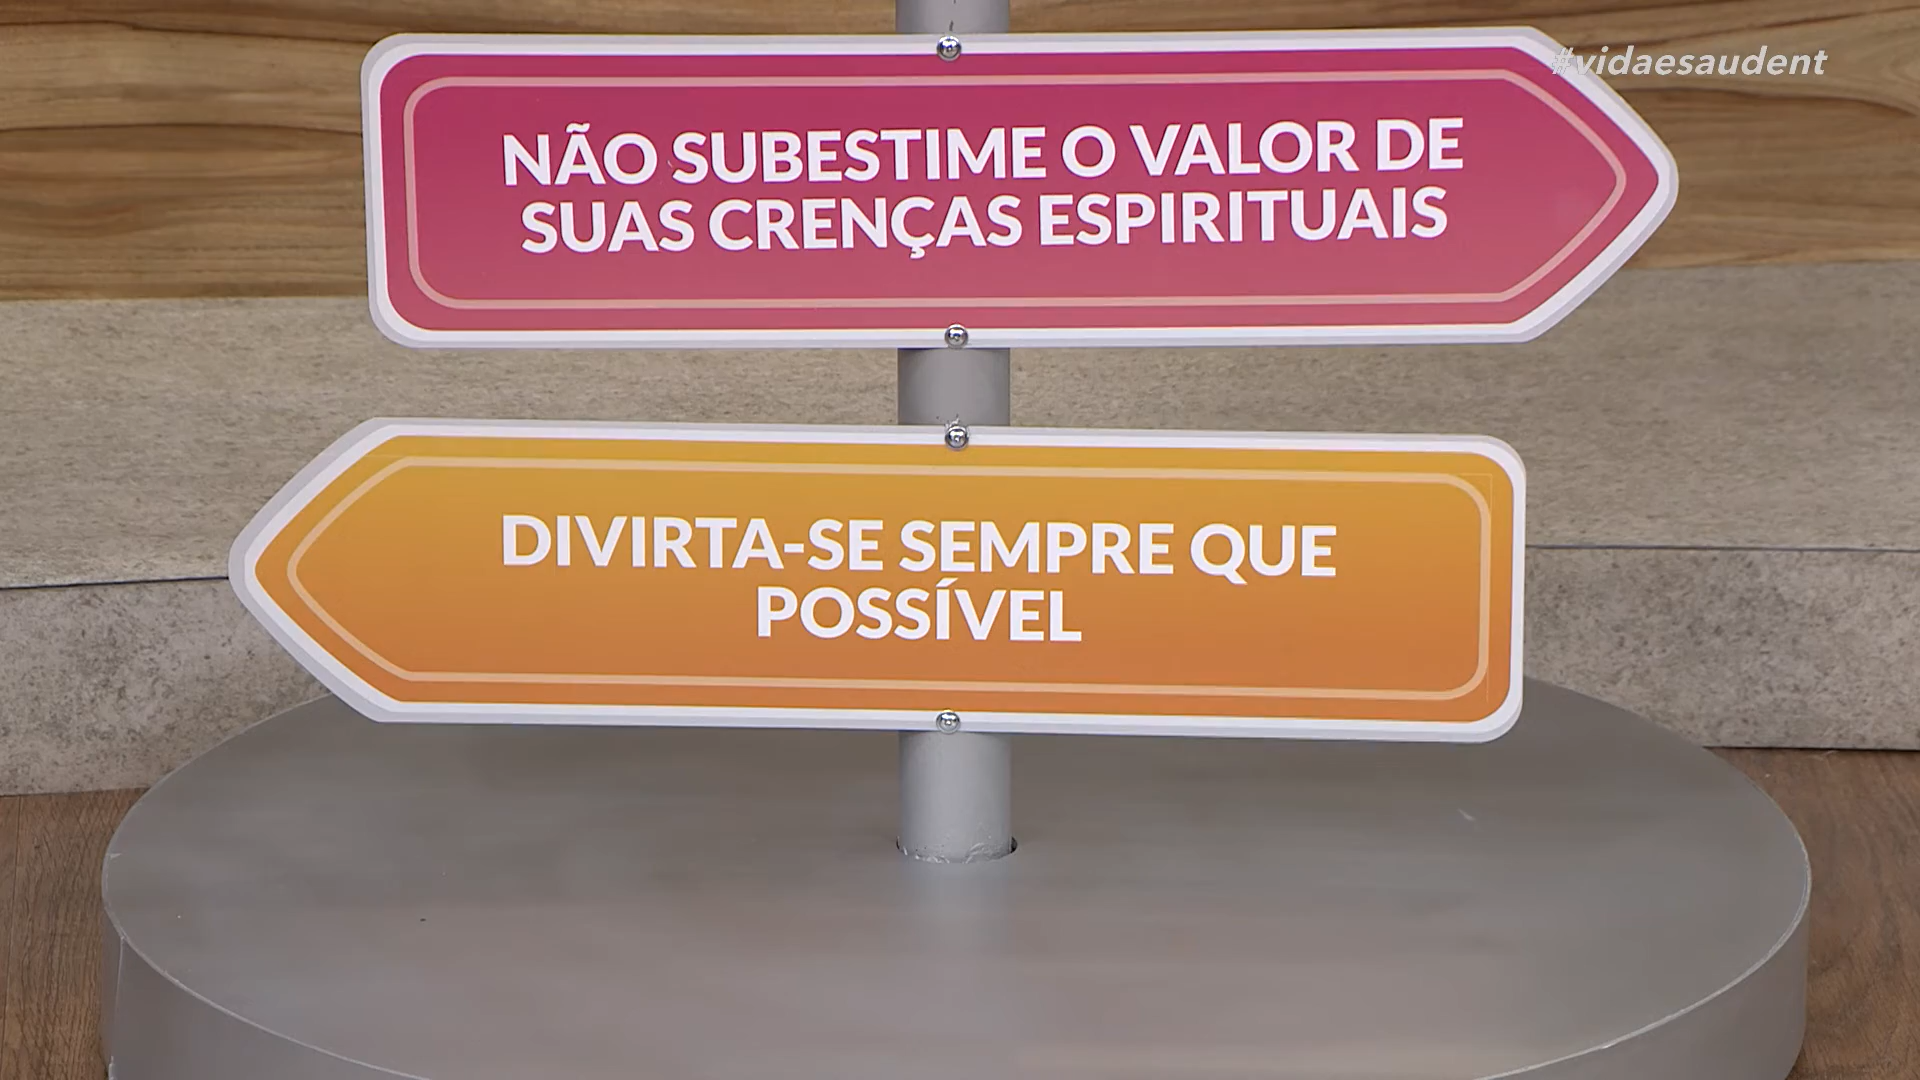 #vidaesaudent
NÃO SUBESTIME O VALOR DE
SUAS CRENÇAS ESPIRITUAIS
DIVIRTA-SE SEMPRE QUE
POSSÍVEL